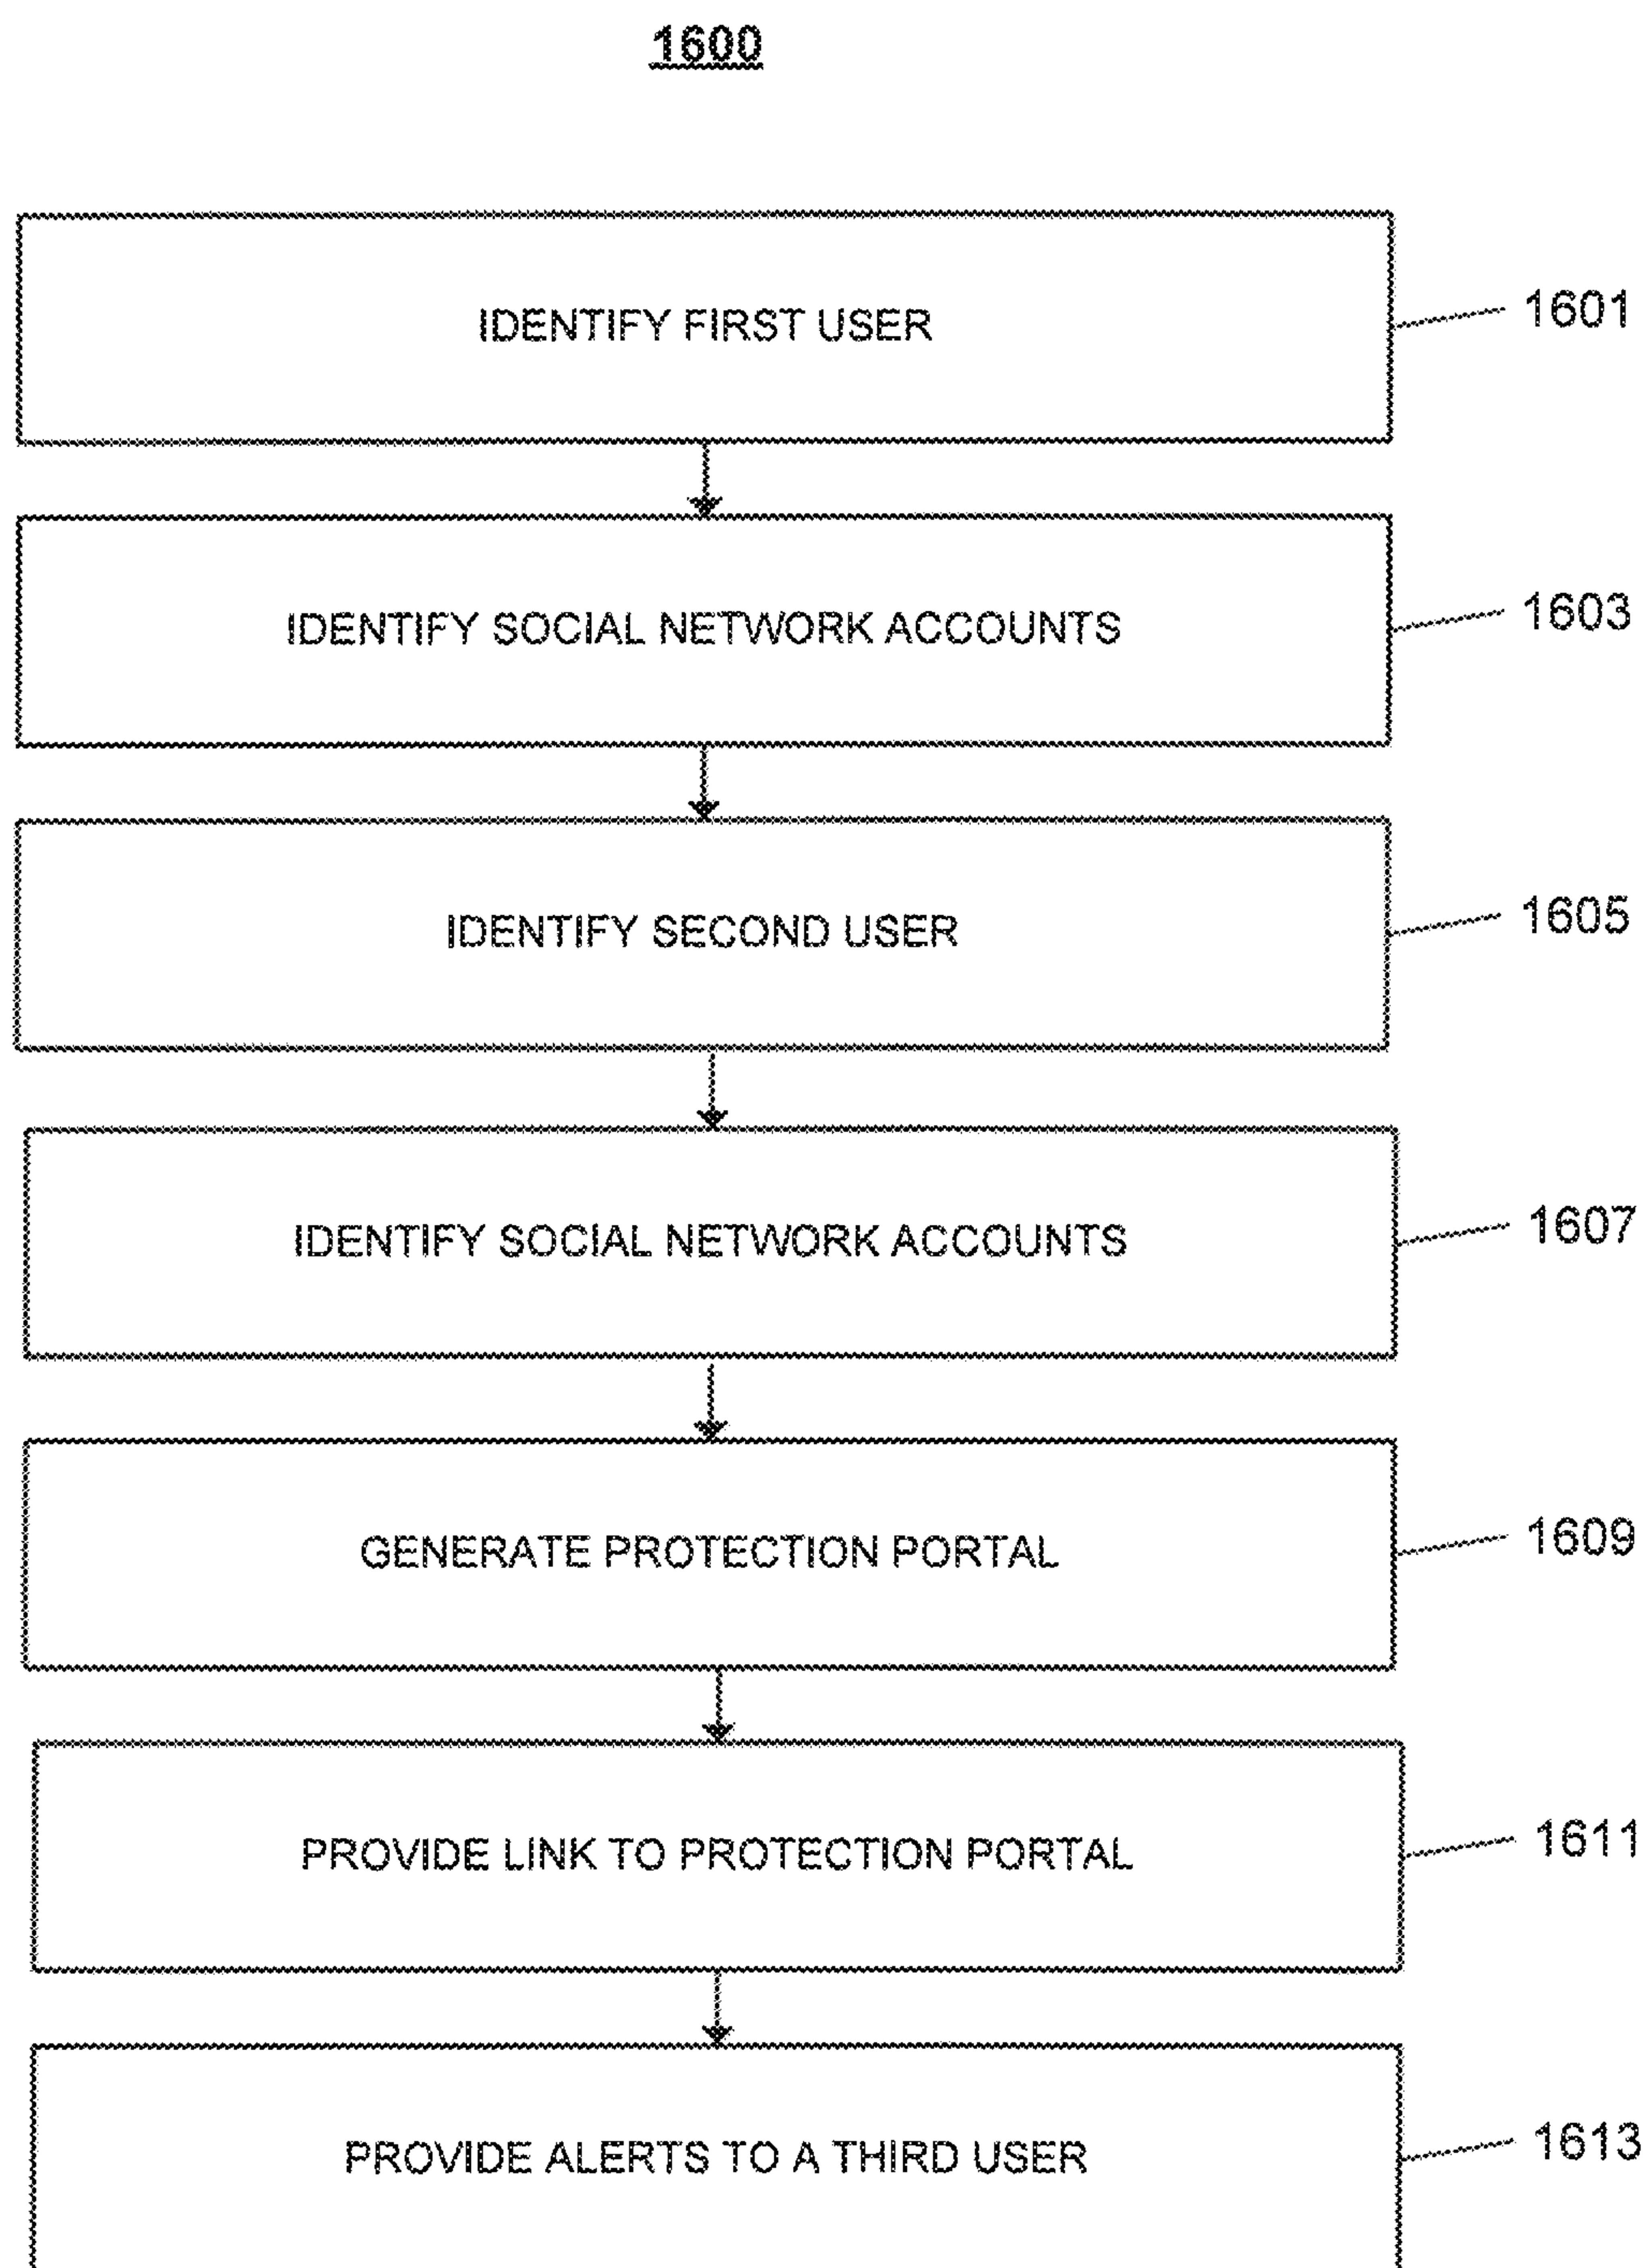 1600
IDENTIFY FIRST USER
1601
IDENTIFY SOCIAL NETWORK ACCOUNTS
1603
IDENTIFY SECOND USER
1605
IDENTIFY SOCIAL NETWORK ACCOUNTS
1607
GENERATE PROTECTION PORTAL
1609
PROVIDE LINK TO PROTECTION PORTAL
1611
PROVIDE ALERTS TO A THIRD USER
1613